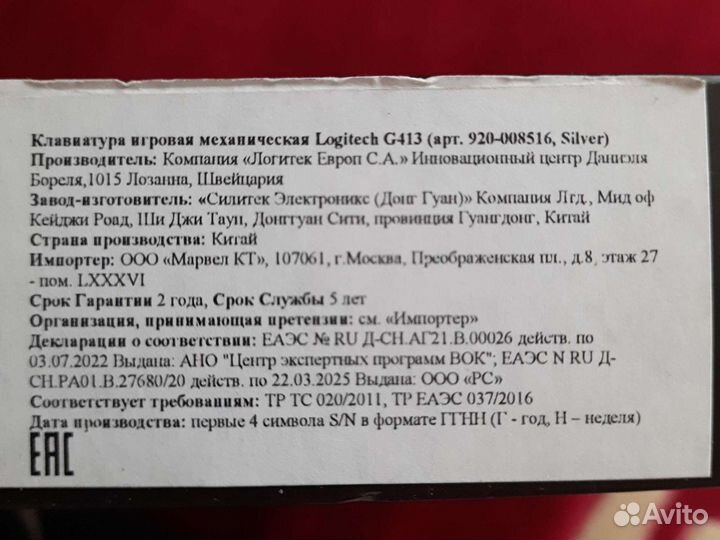 Клавиатура игровая механическая Logitech G413 (арт. 920-008516, Silver)
Производитель: Компания «Логитек Европ С.А.» Инновационный центр Даниэля
Бореля,1015 Лозанна, Швейцария
Завод-изготовитель: «Силитек Электроникс (Донг Гуан)» Компания Лтд., Мид оф
Кейджи Роад, Ши Джи Таун, Донггуан Сити, провинция Гуангдонг, Китай
Страна производства: Китай
Импортер: ООО «Марвел КТ», 107061, г.Москва, Преображенская пл., д.8, этаж 27
- пом. LXXXVI
Срок Гарантии 2 года, Срок Службы 5 лет
Организация, принимающая претензии: см. «Импортер»
Декларации о соответствии: ЕАЭС № RU Д-CH.АГ21.В.00026 действ. по
03.07.2022 Выдана: АНО "Центр экспертных программ ВОК"; ЕАЭС N RU Д-
CH.РА01.В.27680/20 действ. по 22.03.2025 Выдана: ООО «РС»
Соответствует требованиям: ТР ТС 020/2011, ТР ЕАЭС 037/2016
Дата производства: первые 4 символа S/N в формате ГГНН (Г - год, Н – неделя)
EAC
Avito